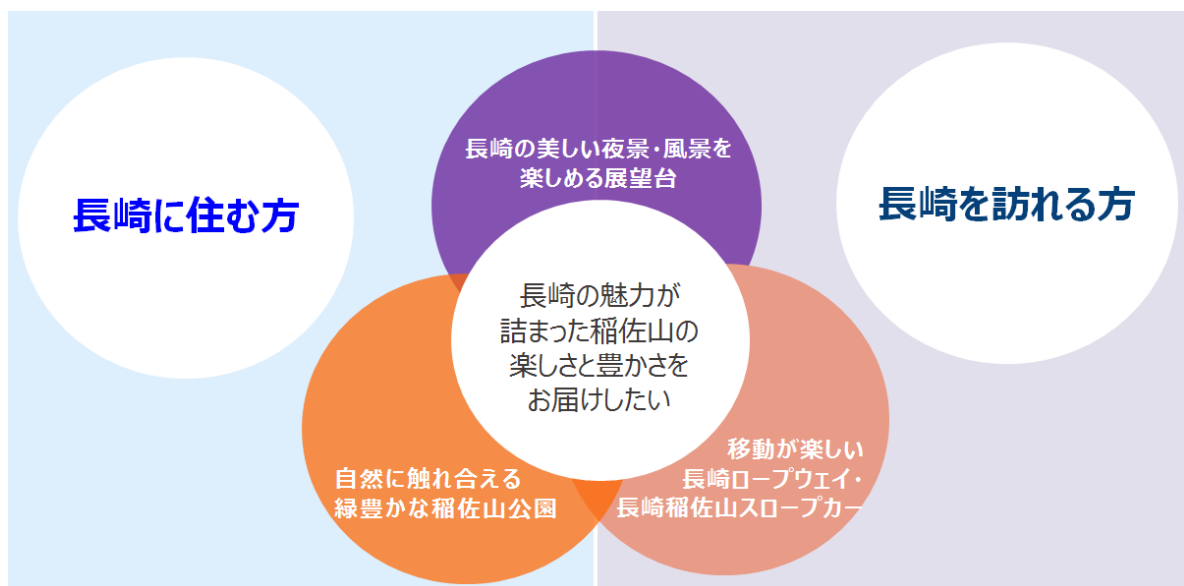 長崎に住む方
長崎の美しい夜景・風景を
楽しめる展望台
長崎を訪れる方
長崎の魅力が
詰まった稲佐山の
楽しさと豊かさを
お届けしたい
自然に触れ合える
緑豊かな稲佐山公園
移動が楽しい
長崎ロープウェイ・
長崎稲佐山スロープカー